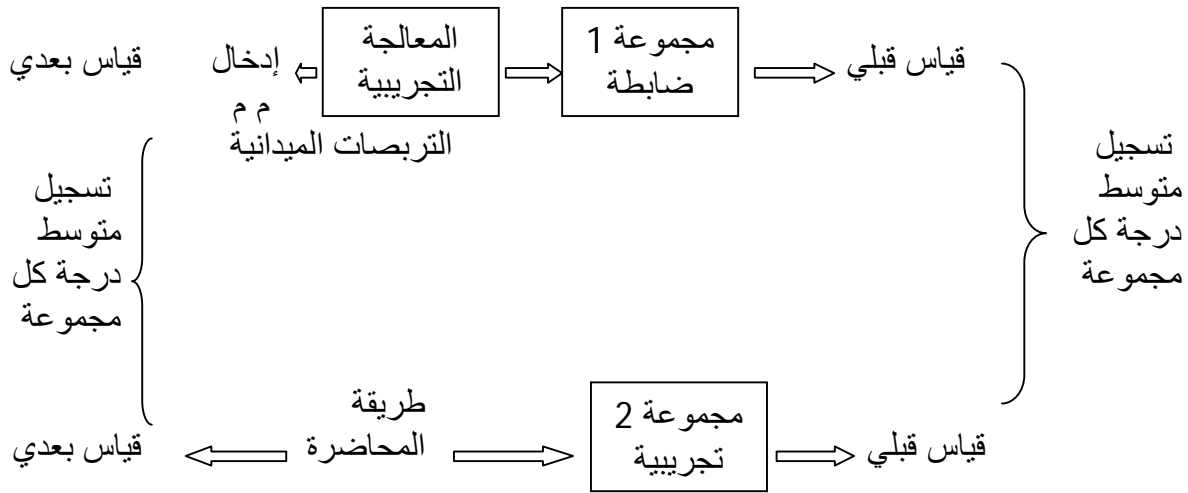 قياس قبلي
مجموعة 1
ضابطة
المعالجة
التجريبية
إدخال
م م
التربصات الميدانية
قياس بعدي
تسجيل
متوسط
درجة كل
مجموعة
تسجيل
متوسط
درجة كل
مجموعة
قياس قبلي
مجموعة 2
تجريبية
طريقة
المحاضرة
قياس بعدي